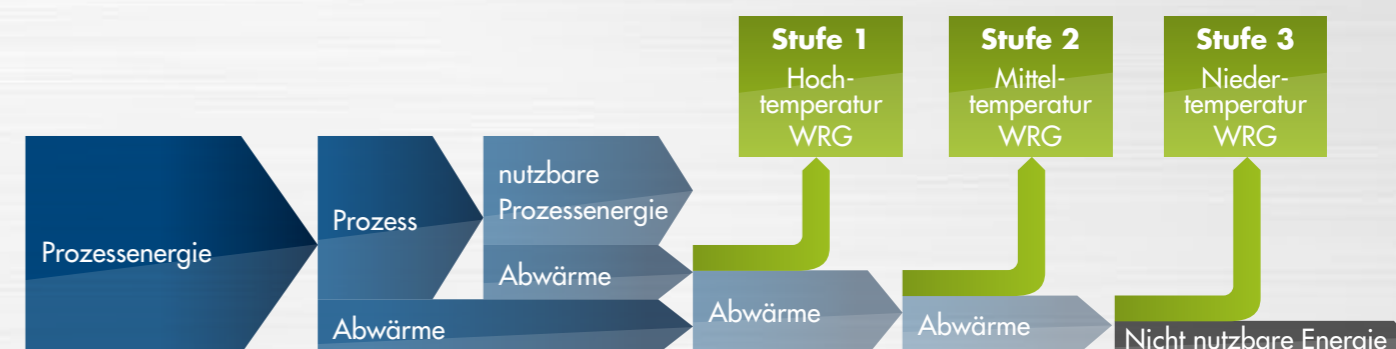 Stufe 1
Hoch-
temperatur
WRG
Stufe 2
Mittel-
temperatur
WRG
Stufe 3
Nieder-
temperatur
WRG
Prozessenergie
Prozess
nutzbare
Prozessenergie
Abwärme
Abwärme
Abwärme
Abwärme
Nicht nutzbare Energie